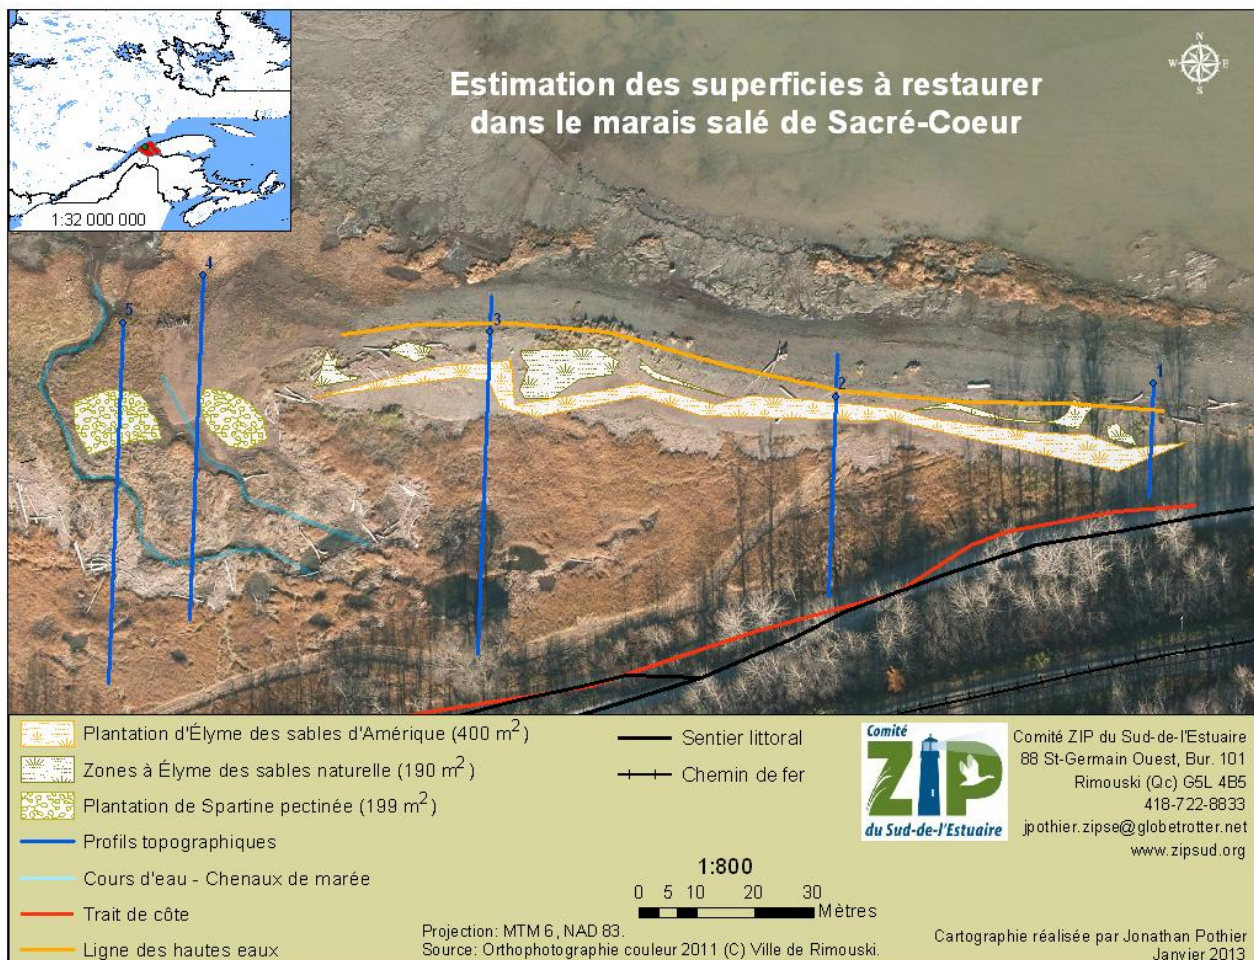 Estimation des superficies à restaurer
dans le marais salé de Sacré-Coeur
N
W
E
S
1:32 000 000
4
5
3
2
1
Plantation d'Élyme des sables d'Amérique (400 m²)
Zones à Élyme des sables naturelle (190 m²)
Plantation de Spartine pectinée (199 m²)
Profils topographiques
Cours d'eau - Chenaux de marée
Trait de côte
Ligne des hautes eaux
Sentier littoral
Chemin de fer
1:800
0 5 10 20 30
Mètres
Projection: MTM 6, NAD 83.
Source: Orthophotographie couleur 2011 (C) Ville de Rimouski.
Comité
ZIP
du Sud-de-l'Estuaire
Comité ZIP du Sud-de-l'Estuaire
88 St-Germain Ouest, Bur. 101
Rimouski (Qc) G5L 4B5
418-722-8833
jpothier.zipse@globetrotter.net
www.zipsud.org
Cartographie réalisée par Jonathan Pothier
Janvier 2013